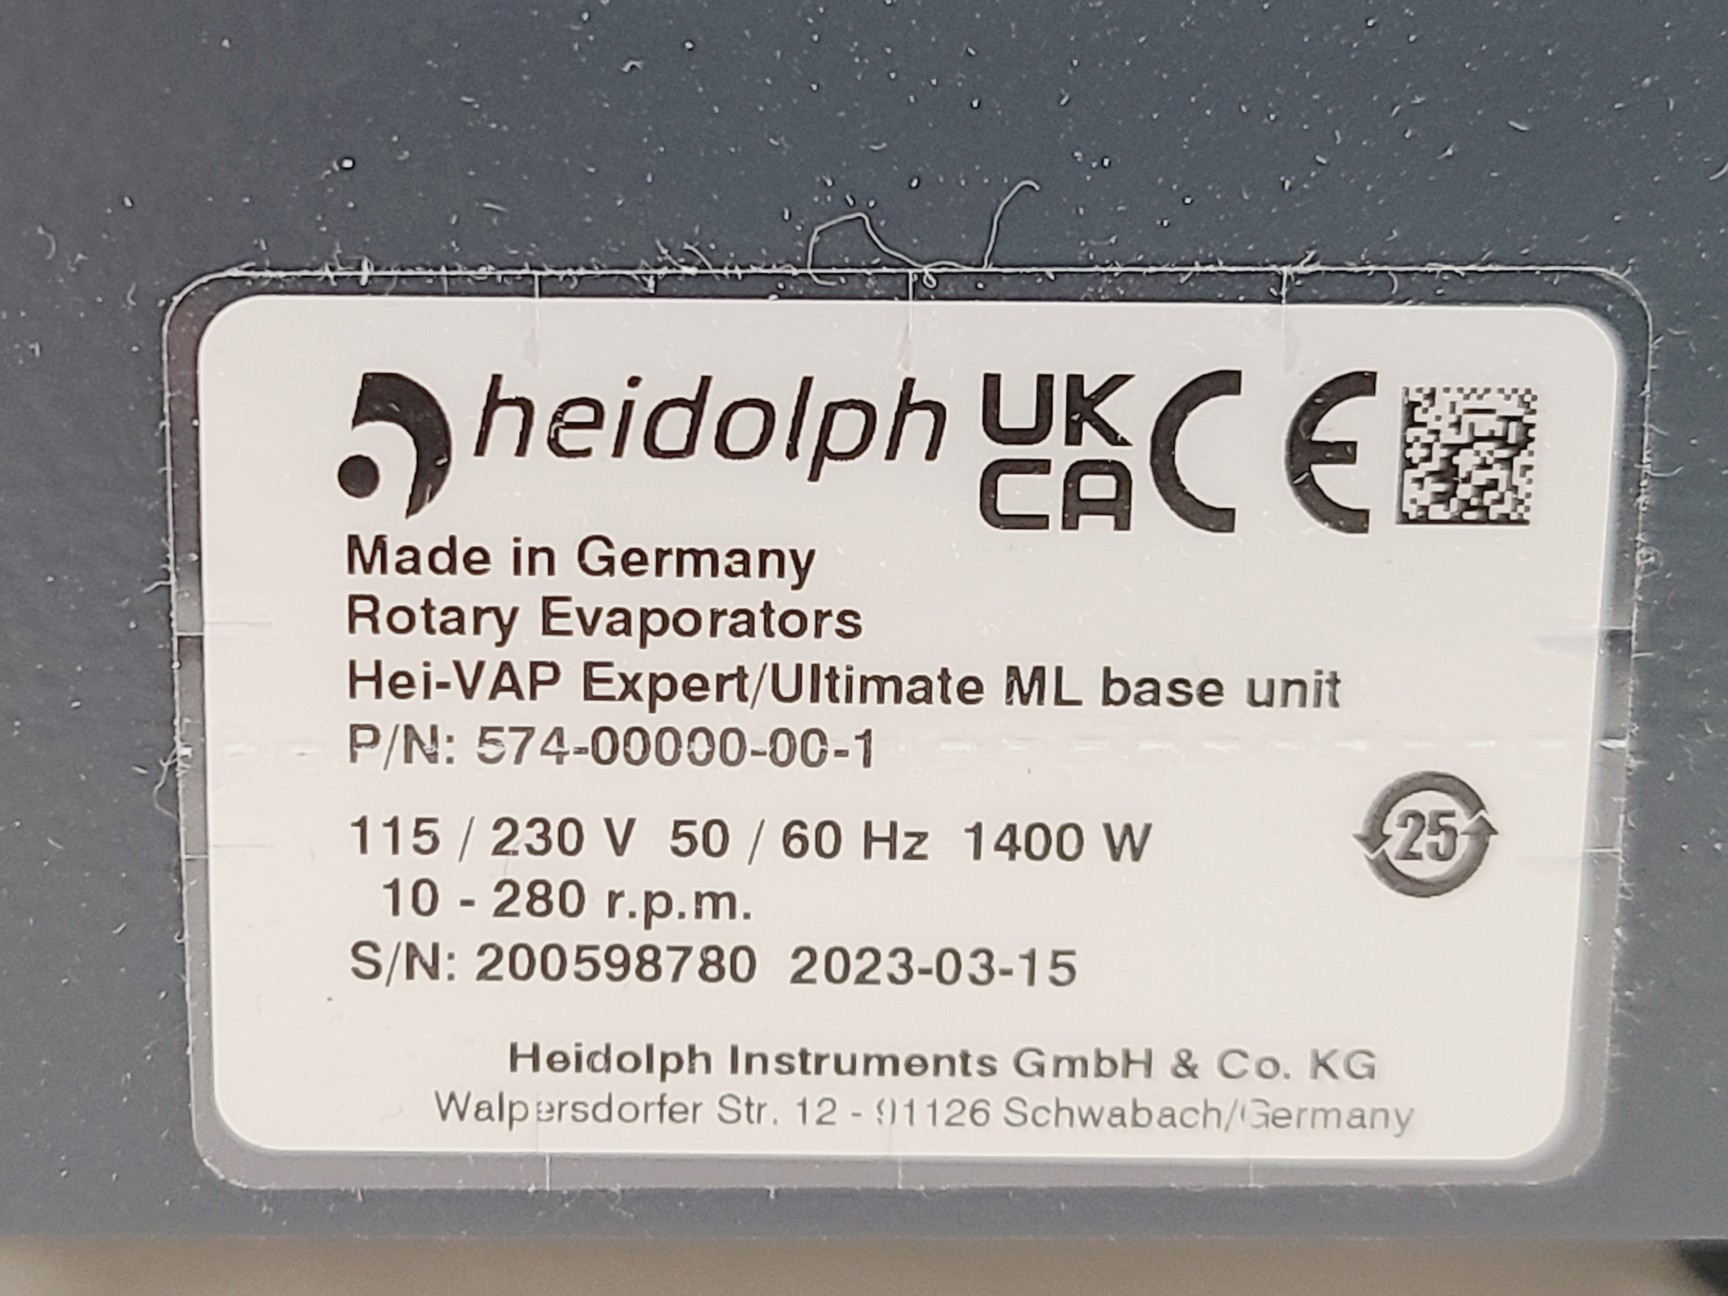 heidolph UK CA CE
Made in Germany
Rotary Evaporators
Hei-VAP Expert/Ultimate ML base unit
P/N: 574-00000-00-1
115 / 230 V 50 / 60 Hz 1400 W
25
10 - 280 r.p.m.
S/N: 200598780 2023-03-15
Heidolph Instruments GmbH & Co. KG
Walpersdorfer Str. 12 - 91126 Schwabach/Germany